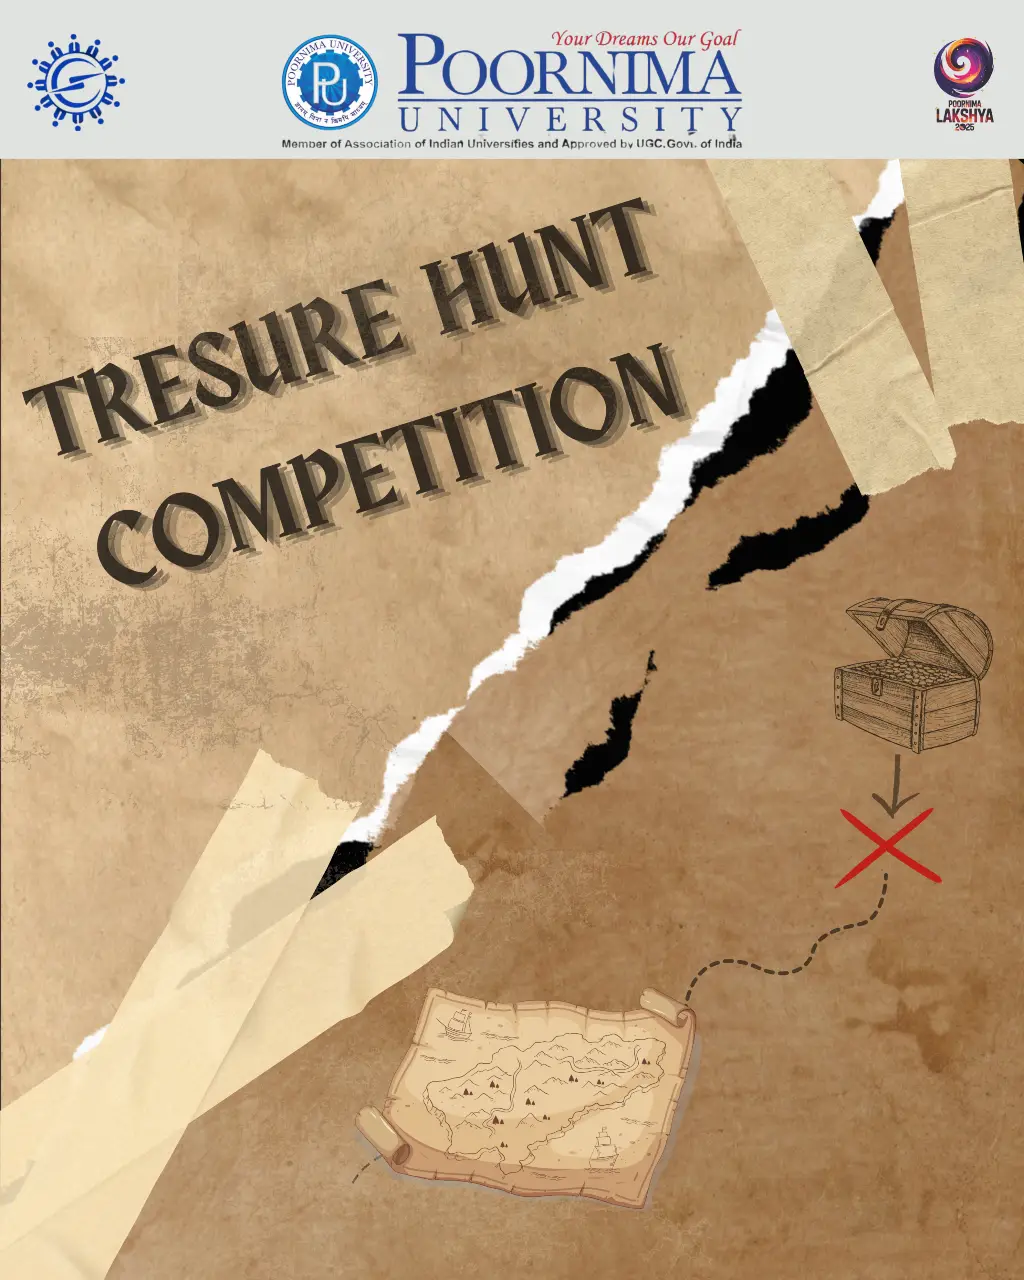 Your Dreams Our Goal
POORNIMA
UNIVERSITY
Member of Association of Indian Universities and Approved by UGC.Govt. of India
POORNIMA UNIVERSITY
PU
POORNIMA
LAKSHYA
2025
TRESURE HUNT
COMPETITION